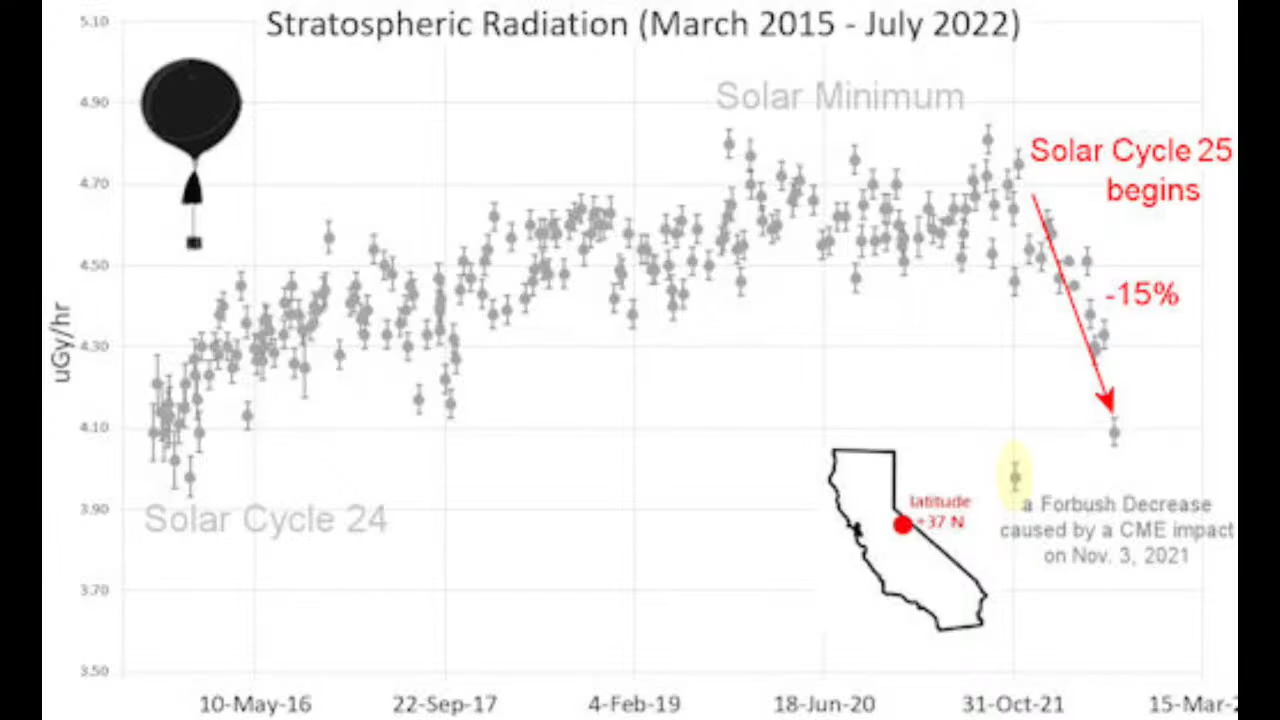 Stratospheric Radiation (March 2015 - July 2022)
5.10
4.90
4.70
4.50
4.30
4.10
3.90
3.70
3.50
uGy/hr
Solar Minimum
Solar Cycle 25
begins
-15%
Solar Cycle 24
latitude
+37 N
a Forbush Decrease
caused by a CME impact
on Nov. 3, 2021
10-May-16
22-Sep-17
4-Feb-19
18-Jun-20
31-Oct-21
15-Mar-2